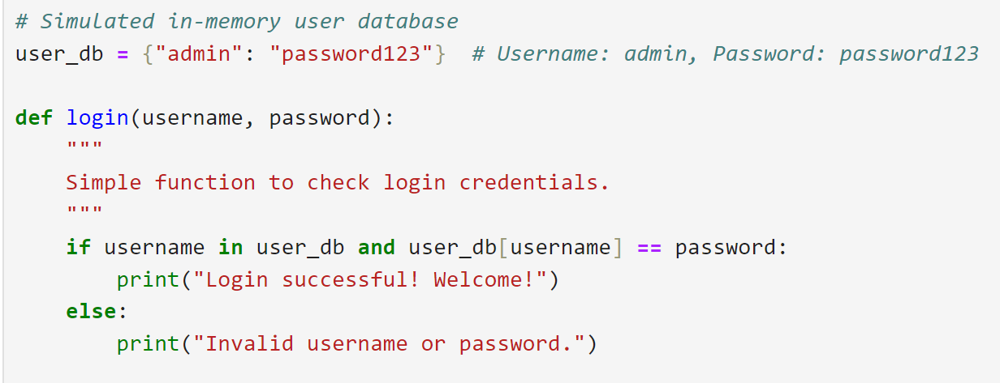 # Simulated in-memory user database
user_db = {"admin": "password123"}  # Username: admin, Password: password123

def login(username, password):
    """
    Simple function to check login credentials.
    """
    if username in user_db and user_db[username] == password:
        print("Login successful! Welcome!")
    else:
        print("Invalid username or password.")